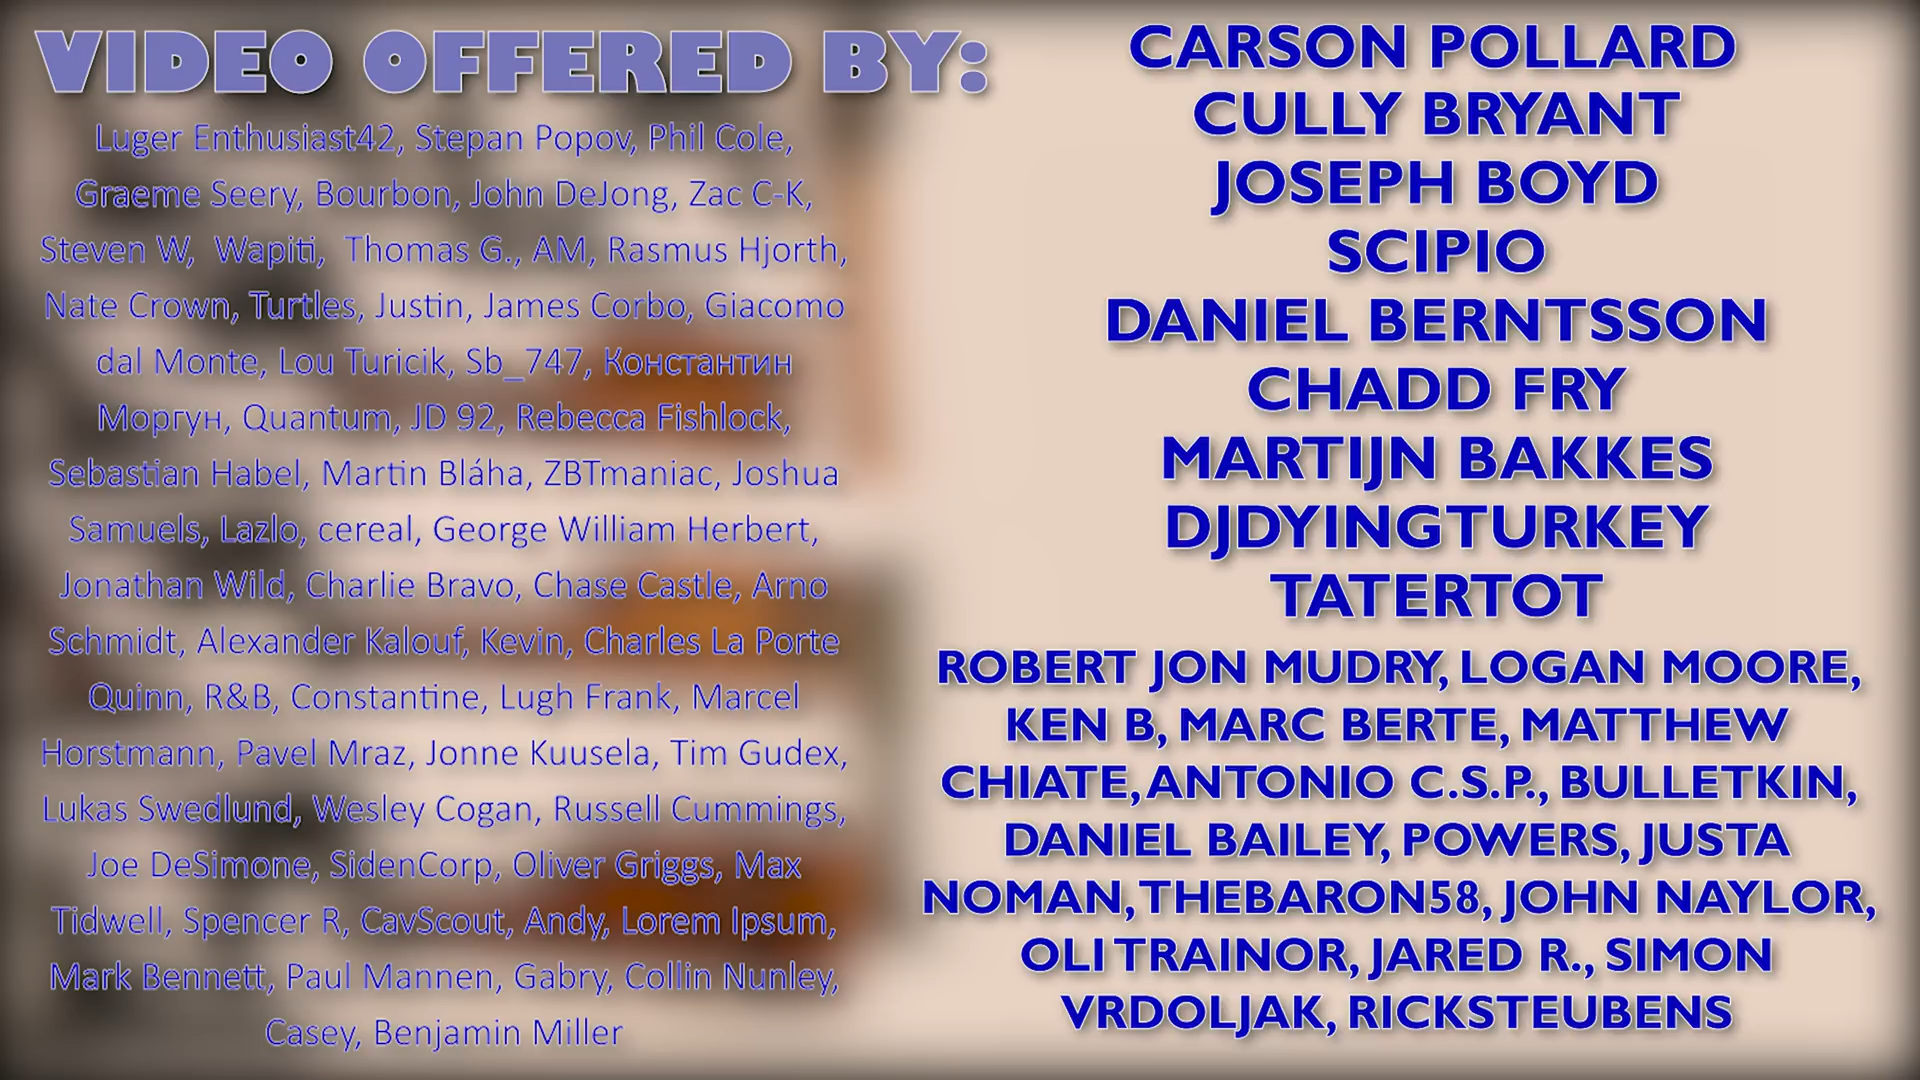 VIDEO OFFERED BY:
Luger Enthusiast42, Stepan Popov, Phil Cole,
Graeme Seery, Bourbon, John DeJong, Zac C-K,
Steven W, Wapiti, Thomas G., AM, Rasmus Hjorth,
Nate Crown, Turtles, Justin, James Corbo, Giacomo
dal Monte, Lou Turicik, Sb_747, Константин
Моргун, Quantum, JD 92, Rebecca Fishlock,
Sebastian Habel, Martin Bláha, ZBTmaniac, Joshua
Samuels, Lazlo, cereal, George William Herbert,
Jonathan Wild, Charlie Bravo, Chase Castle, Arno
Schmidt, Alexander Kalouf, Kevin, Charles La Porte
Quinn, R&B, Constantine, Lugh Frank, Marcel
Horstmann, Pavel Mraz, Jonne Kuusela, Tim Gudex,
Lukas Swedlund, Wesley Cogan, Russell Cummings,
Joe DeSimone, SidenCorp, Oliver Griggs, Max
Tidwell, Spencer R, CavScout, Andy, Lorem Ipsum,
Mark Bennett, Paul Mannen, Gabry, Collin Nunley,
Casey, Benjamin Miller
CARSON POLLARD
CULLY BRYANT
JOSEPH BOYD
SCIPIO
DANIEL BERNTSSON
CHADD FRY
MARTIJN BAKKES
DJDYINGTURKEY
TATERTOT
ROBERT JON MUDRY, LOGAN MOORE,
KEN B, MARC BERTE, MATTHEW
CHIATE, ANTONIO C.S.P., BULLETKIN,
DANIEL BAILEY, POWERS, JUSTA
NOMAN, THEBARON58, JOHN NAYLOR,
OLI TRAINOR, JARED R., SIMON
VRDOLJAK, RICKSTEUBENS